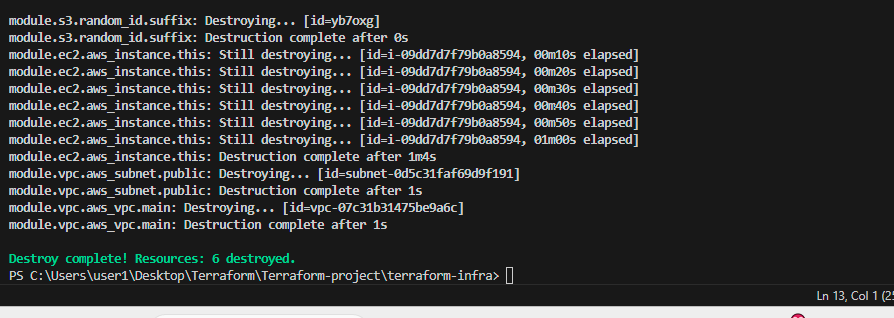 module.s3.random_id.suffix: Destroying... [id=yb7oxg]
module.s3.random_id.suffix: Destruction complete after 0s
module.ec2.aws_instance.this: Still destroying... [id=i-09dd7d7f79b0a8594, 00m10s elapsed]
module.ec2.aws_instance.this: Still destroying... [id=i-09dd7d7f79b0a8594, 00m20s elapsed]
module.ec2.aws_instance.this: Still destroying... [id=i-09dd7d7f79b0a8594, 00m30s elapsed]
module.ec2.aws_instance.this: Still destroying... [id=i-09dd7d7f79b0a8594, 00m40s elapsed]
module.ec2.aws_instance.this: Still destroying... [id=i-09dd7d7f79b0a8594, 00m50s elapsed]
module.ec2.aws_instance.this: Still destroying... [id=i-09dd7d7f79b0a8594, 01m00s elapsed]
module.ec2.aws_instance.this: Destruction complete after 1m4s
module.vpc.aws_subnet.public: Destroying... [id=subnet-0d5c31faf69d9f191]
module.vpc.aws_subnet.public: Destruction complete after 1s
module.vpc.aws_vpc.main: Destroying... [id=vpc-07c31b31475be9a6c]
module.vpc.aws_vpc.main: Destruction complete after 1s
Destroy complete! Resources: 6 destroyed.
PS C:\Users\user1\Desktop\Terraform\Terraform-project\terraform-infra>
Ln 13, Col 1 (25